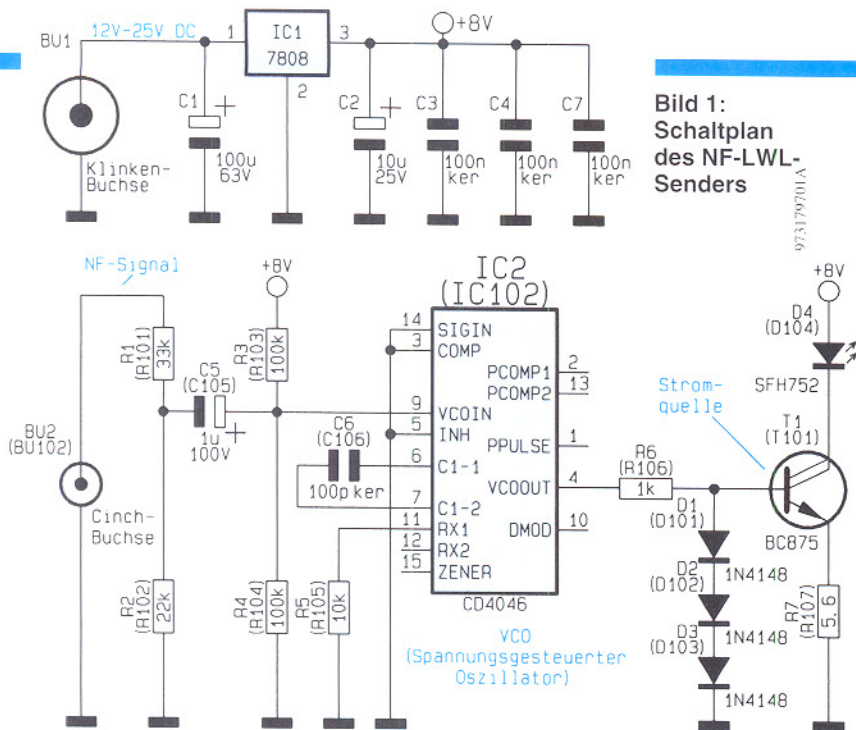 BU1
12V-25V DC
1
IC1
7808
3
2
+8V
C1
+
100u
63V
C2
+
10u
25V
C3
100n
ker
C4
100n
ker
C7
100n
ker
Klinken-
Buchse
Bild 1:
Schaltplan
des NF-LWL-
Senders
973179701A
NF-Signal
BU2
(BU102)
Cinch-
Buchse
R1
(R101)
33k
R2
(R102)
22k
C5
(C105)
1u
100V
+
+8V
R3
(R103)
100k
R4
(R104)
100k
C6
(C106)
100p ker
R5
(R105)
10k
IC2
(IC102)
14 SIGIN
3 COMP
9 VCOIN
5 INH
6 C1-1
7 C1-2
11 RX1
12 RX2
15 ZENER
PCOMP1 2
PCOMP2 13
PPULSE 1
VCOOUT 4
DMOD 10
CD4046
VCO
(Spannungsgesteuerter
Oszillator)
R6
(R106)
1k
D1
(D101)
1N4148
D2
(D102)
1N4148
D3
(D103)
1N4148
Strom-
quelle
+8V
D4
(D104)
SFH752
T1
(T101)
BC875
R7
(R107)
5,6